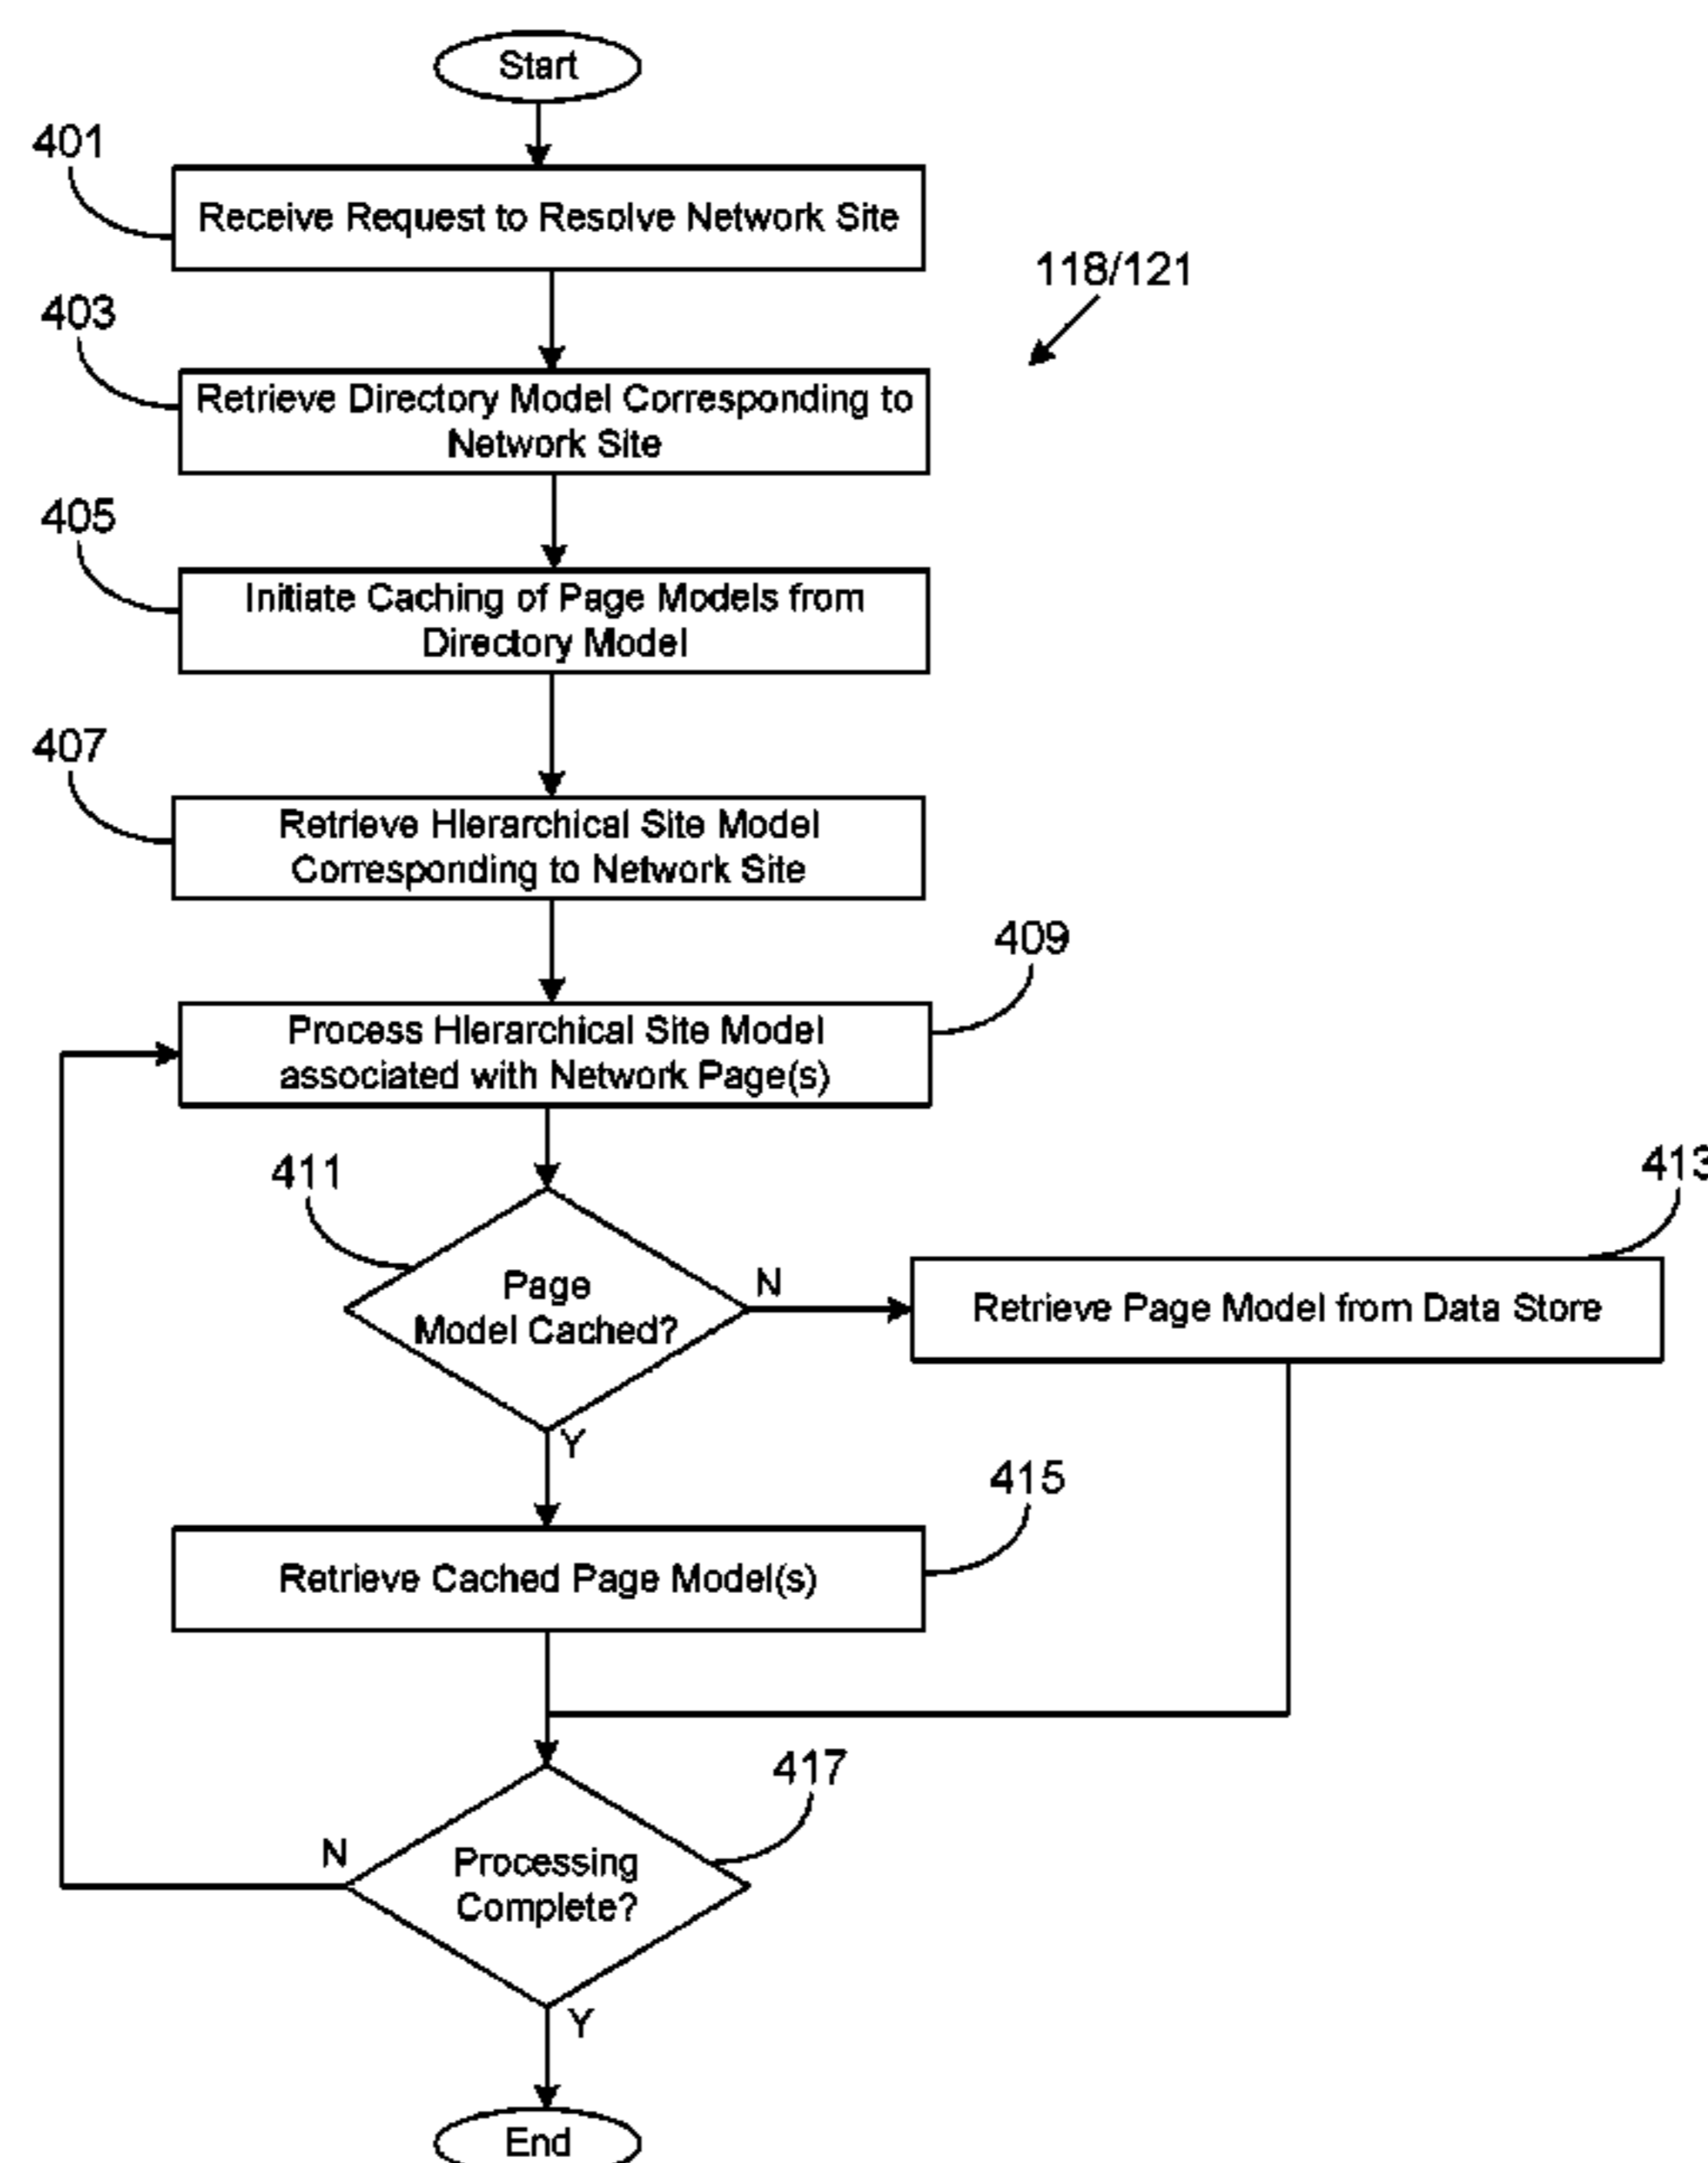 Start
401
Receive Request to Resolve Network Site
118/121
403
Retrieve Directory Model Corresponding to
Network Site
405
Initiate Caching of Page Models from
Directory Model
407
Retrieve Hierarchical Site Model
Corresponding to Network Site
409
Process Hierarchical Site Model
associated with Network Page(s)
411
413
Page
Model Cached?
N
Retrieve Page Model from Data Store
Y
415
Retrieve Cached Page Model(s)
417
N
Processing
Complete?
Y
End